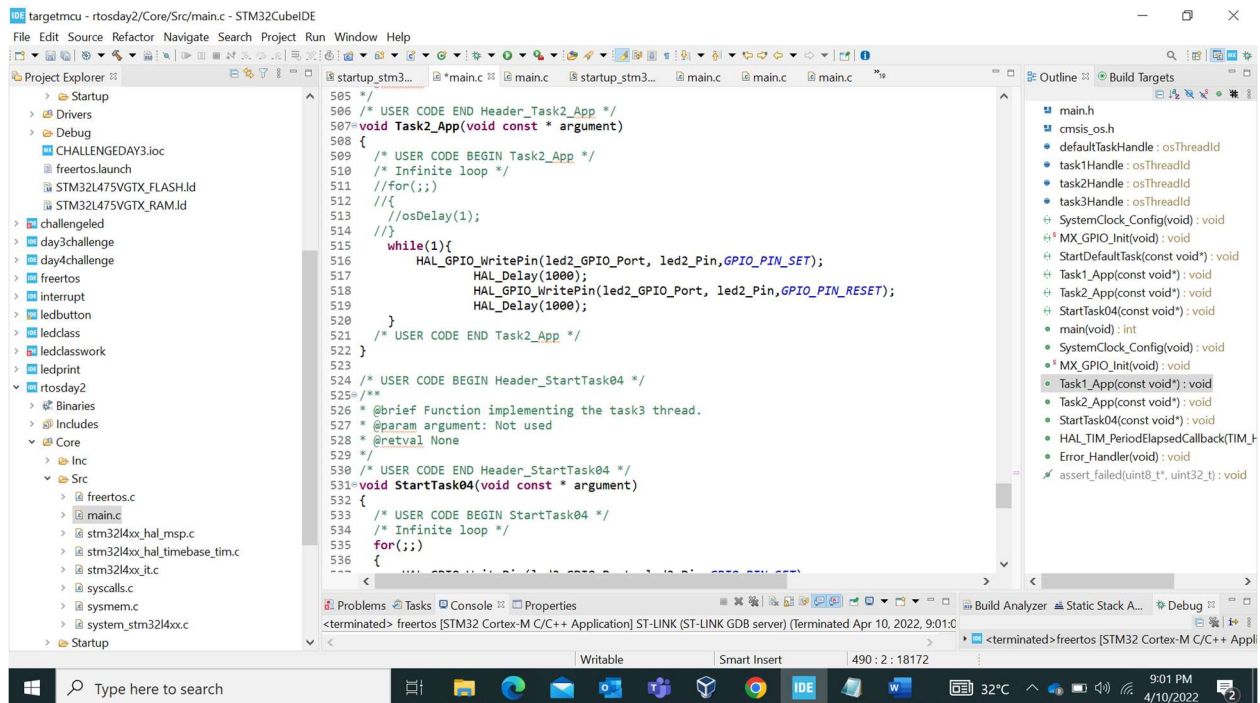 IDE targetmcu - rtosday2/Core/Src/main.c - STM32CubeIDE
File Edit Source Refactor Navigate Search Project Run Window Help
Project Explorer
Startup
Drivers
Debug
CHALLENGEDAY3.ioc
freertos.launch
STM32L475VGTX_FLASH.ld
STM32L475VGTX_RAM.ld
challengeled
day3challenge
day4challenge
freertos
interrupt
ledbutton
ledclass
ledclasswork
ledprint
rtosday2
Binaries
Includes
Core
Inc
Src
freertos.c
main.c
stm32l4xx_hal_msp.c
stm32l4xx_hal_timebase_tim.c
stm32l4xx_it.c
syscalls.c
sysmem.c
system_stm32l4xx.c
Startup
startup_stm3... *main.c main.c startup_stm3... main.c main.c main.c »19
505 */
506 /* USER CODE END Header_Task2_App */
507 void Task2_App(void const * argument)
508 {
509 /* USER CODE BEGIN Task2_App */
510 /* Infinite loop */
511 //for(;;)
512 //{
513 //osDelay(1);
514 //}
515 while(1){
516 HAL_GPIO_WritePin(led2_GPIO_Port, led2_Pin,GPIO_PIN_SET);
517 HAL_Delay(1000);
518 HAL_GPIO_WritePin(led2_GPIO_Port, led2_Pin,GPIO_PIN_RESET);
519 HAL_Delay(1000);
520 }
521 /* USER CODE END Task2_App */
522 }
523
524 /* USER CODE BEGIN Header_StartTask04 */
525 /**
526 * @brief Function implementing the task3 thread.
527 * @param argument: Not used
528 * @retval None
529 */
530 /* USER CODE END Header_StartTask04 */
531 void StartTask04(void const * argument)
532 {
533 /* USER CODE BEGIN StartTask04 */
534 /* Infinite loop */
535 for(;;)
536 {
Outline Build Targets
main.h
cmsis_os.h
defaultTaskHandle : osThreadId
task1Handle : osThreadId
task2Handle : osThreadId
task3Handle : osThreadId
SystemClock_Config(void) : void
MX_GPIO_Init(void) : void
StartDefaultTask(const void*) : void
Task1_App(const void*) : void
Task2_App(const void*) : void
StartTask04(const void*) : void
main(void) : int
SystemClock_Config(void) : void
MX_GPIO_Init(void) : void
Task1_App(const void*) : void
Task2_App(const void*) : void
StartTask04(const void*) : void
HAL_TIM_PeriodElapsedCallback(TIM_H
Error_Handler(void) : void
assert_failed(uint8_t*, uint32_t) : void
Problems Tasks Console Properties
<terminated> freertos [STM32 Cortex-M C/C++ Application] ST-LINK (ST-LINK GDB server) (Terminated Apr 10, 2022, 9:01:0
Build Analyzer Static Stack A... Debug
<terminated>freertos [STM32 Cortex-M C/C++ Appli
Writable Smart Insert 490 : 2 : 18172
Type here to search
IDE
32°C
9:01 PM
4/10/2022
2